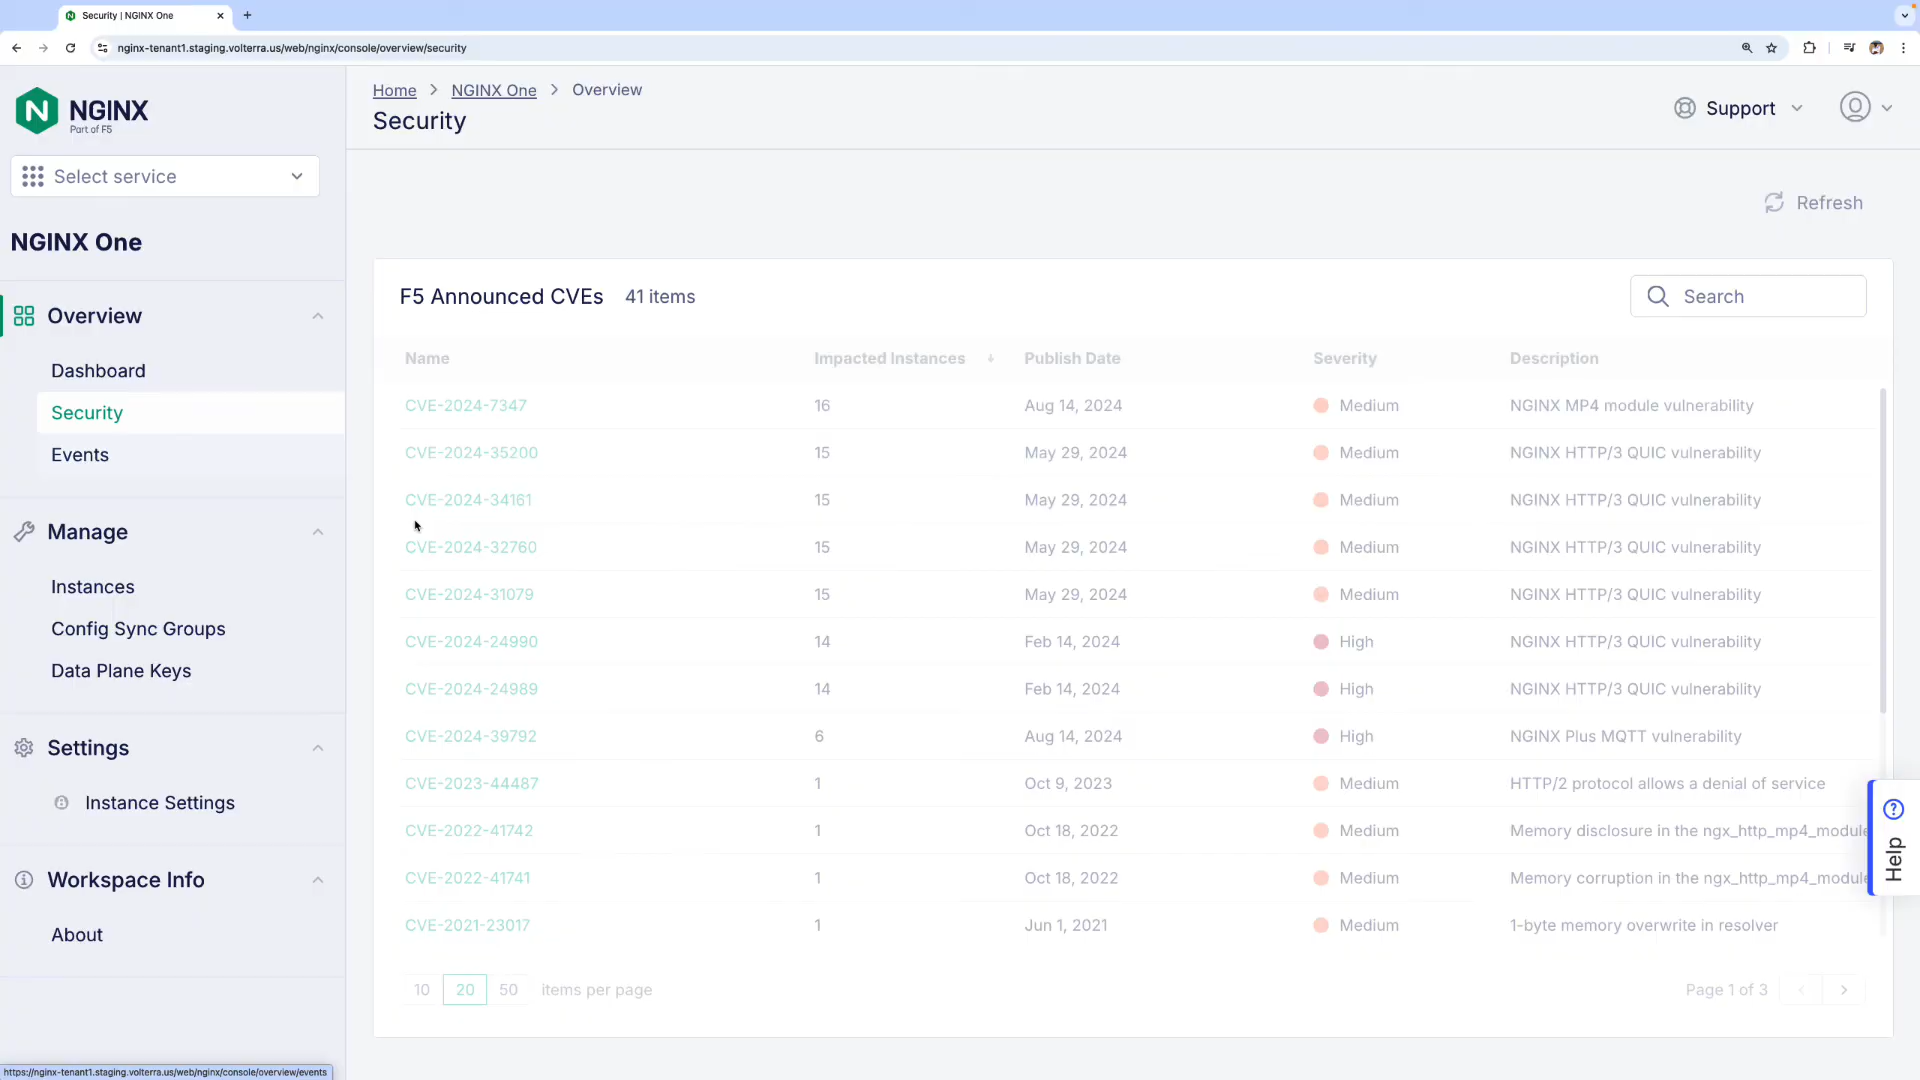 Security | NGINX One
nginx-tenant1.staging.volterra.us/web/nginx/console/overview/security
NGINX
Part of F5
Select service
NGINX One
Overview
Dashboard
Security
Events
Manage
Instances
Config Sync Groups
Data Plane Keys
Settings
Instance Settings
Workspace Info
About
Home > NGINX One > Overview
Security
Support
Refresh
F5 Announced CVEs 41 items
Search
Name Impacted Instances Publish Date Severity Description
CVE-2024-7347 16 Aug 14, 2024 Medium NGINX MP4 module vulnerability
CVE-2024-35200 15 May 29, 2024 Medium NGINX HTTP/3 QUIC vulnerability
CVE-2024-34161 15 May 29, 2024 Medium NGINX HTTP/3 QUIC vulnerability
CVE-2024-32760 15 May 29, 2024 Medium NGINX HTTP/3 QUIC vulnerability
CVE-2024-31079 15 May 29, 2024 Medium NGINX HTTP/3 QUIC vulnerability
CVE-2024-24990 14 Feb 14, 2024 High NGINX HTTP/3 QUIC vulnerability
CVE-2024-24989 14 Feb 14, 2024 High NGINX HTTP/3 QUIC vulnerability
CVE-2024-39792 6 Aug 14, 2024 High NGINX Plus MQTT vulnerability
CVE-2023-44487 1 Oct 9, 2023 Medium HTTP/2 protocol allows a denial of service
CVE-2022-41742 1 Oct 18, 2022 Medium Memory disclosure in the ngx_http_mp4_module
CVE-2022-41741 1 Oct 18, 2022 Medium Memory corruption in the ngx_http_mp4_module
CVE-2021-23017 1 Jun 1, 2021 Medium 1-byte memory overwrite in resolver
10 20 50 items per page
Page 1 of 3
Help
https://nginx-tenant1.staging.volterra.us/web/nginx/console/overview/events